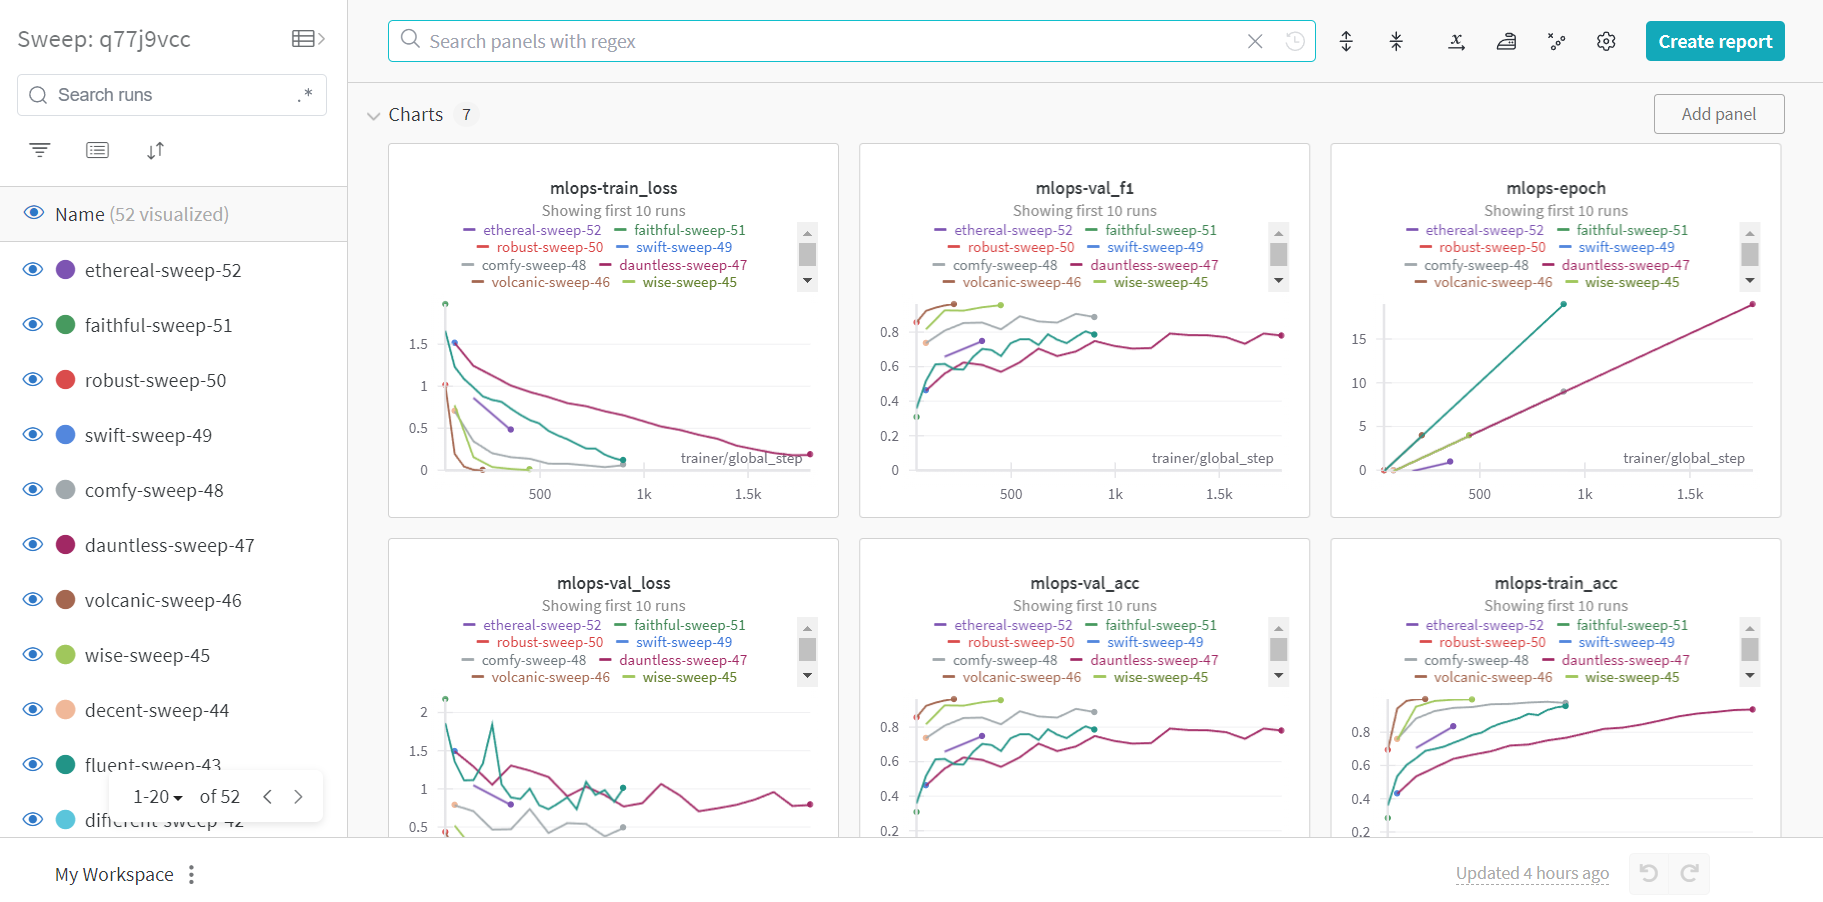 Sweep: q77j9vcc
Search runs
.*
Name (52 visualized)
ethereal-sweep-52
faithful-sweep-51
robust-sweep-50
swift-sweep-49
comfy-sweep-48
dauntless-sweep-47
volcanic-sweep-46
wise-sweep-45
decent-sweep-44
fluent-sweep-43
different-sweep-42
1-20 of 52
My Workspace
Search panels with regex
Create report
Charts 7
Add panel
mlops-train_loss
Showing first 10 runs
ethereal-sweep-52 faithful-sweep-51
robust-sweep-50 swift-sweep-49
comfy-sweep-48 dauntless-sweep-47
volcanic-sweep-46 wise-sweep-45
1.5
1
0.5
0
trainer/global_step
500 1k 1.5k
mlops-val_f1
Showing first 10 runs
ethereal-sweep-52 faithful-sweep-51
robust-sweep-50 swift-sweep-49
comfy-sweep-48 dauntless-sweep-47
volcanic-sweep-46 wise-sweep-45
0.8
0.6
0.4
0.2
0
trainer/global_step
500 1k 1.5k
mlops-epoch
Showing first 10 runs
ethereal-sweep-52 faithful-sweep-51
robust-sweep-50 swift-sweep-49
comfy-sweep-48 dauntless-sweep-47
volcanic-sweep-46 wise-sweep-45
15
10
5
0
trainer/global_step
500 1k 1.5k
mlops-val_loss
Showing first 10 runs
ethereal-sweep-52 faithful-sweep-51
robust-sweep-50 swift-sweep-49
comfy-sweep-48 dauntless-sweep-47
volcanic-sweep-46 wise-sweep-45
2
1.5
1
0.5
mlops-val_acc
Showing first 10 runs
ethereal-sweep-52 faithful-sweep-51
robust-sweep-50 swift-sweep-49
comfy-sweep-48 dauntless-sweep-47
volcanic-sweep-46 wise-sweep-45
0.8
0.6
0.4
0.2
mlops-train_acc
Showing first 10 runs
ethereal-sweep-52 faithful-sweep-51
robust-sweep-50 swift-sweep-49
comfy-sweep-48 dauntless-sweep-47
volcanic-sweep-46 wise-sweep-45
0.8
0.6
0.4
0.2
Updated 4 hours ago